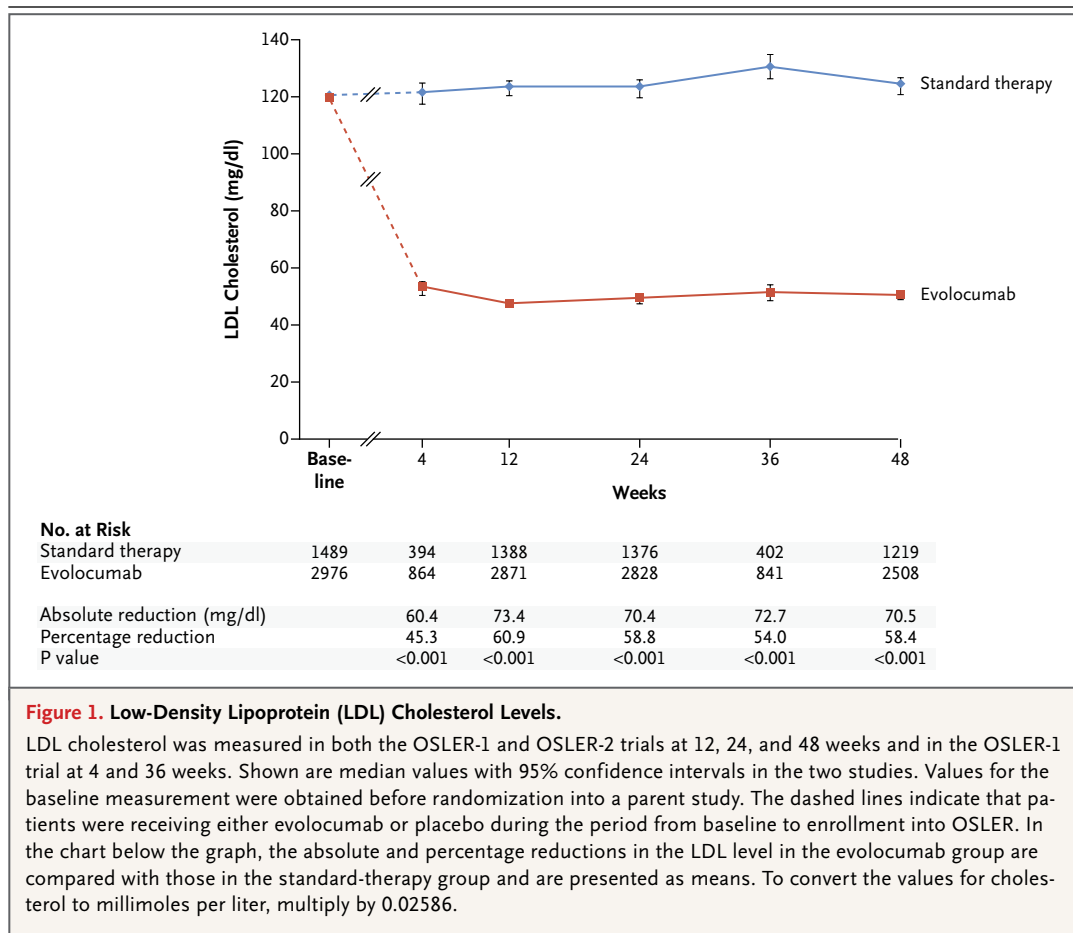 140
120
100
80
60
40
20
0
LDL Cholesterol (mg/dl)
Standard therapy
Evolocumab
Base-
line
4 12 24 36 48
Weeks
No. at Risk
Standard therapy 1489 394 1388 1376 402 1219
Evolocumab 2976 864 2871 2828 841 2508
Absolute reduction (mg/dl) 60.4 73.4 70.4 72.7 70.5
Percentage reduction 45.3 60.9 58.8 54.0 58.4
P value <0.001 <0.001 <0.001 <0.001 <0.001
Figure 1. Low-Density Lipoprotein (LDL) Cholesterol Levels.
LDL cholesterol was measured in both the OSLER-1 and OSLER-2 trials at 12, 24, and 48 weeks and in the OSLER-1
trial at 4 and 36 weeks. Shown are median values with 95% confidence intervals in the two studies. Values for the
baseline measurement were obtained before randomization into a parent study. The dashed lines indicate that pa-
tients were receiving either evolocumab or placebo during the period from baseline to enrollment into OSLER. In
the chart below the graph, the absolute and percentage reductions in the LDL level in the evolocumab group are
compared with those in the standard-therapy group and are presented as means. To convert the values for choles-
terol to millimoles per liter, multiply by 0.02586.